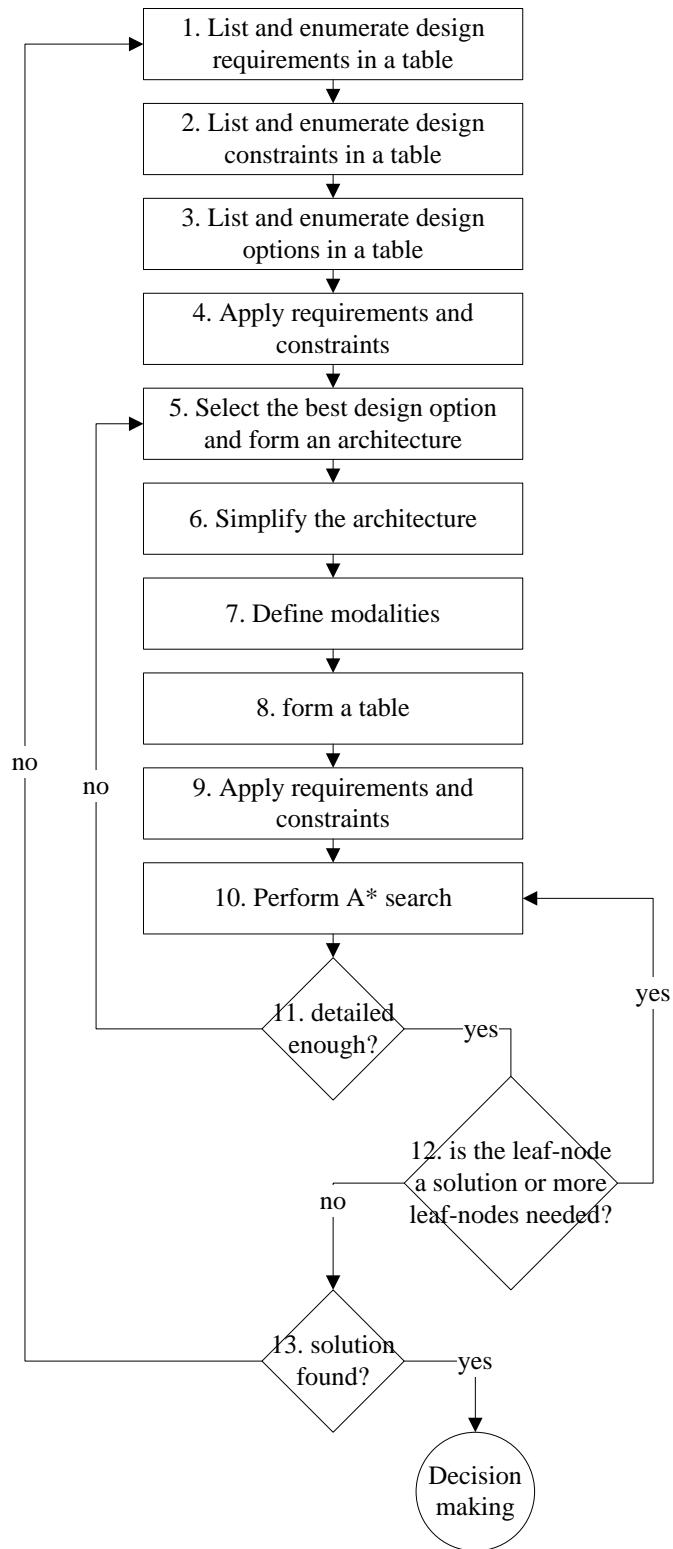 1. List and enumerate design
requirements in a table
2. List and enumerate design
constraints in a table
3. List and enumerate design
options in a table
4. Apply requirements and
constraints
5. Select the best design option
and form an architecture
6. Simplify the architecture
7. Define modalities
8. form a table
no
no
9. Apply requirements and
constraints
10. Perform A* search
yes
11. detailed
enough?
yes
12. is the leaf-node
a solution or more
leaf-nodes needed?
no
13. solution
found?
yes
Decision
making